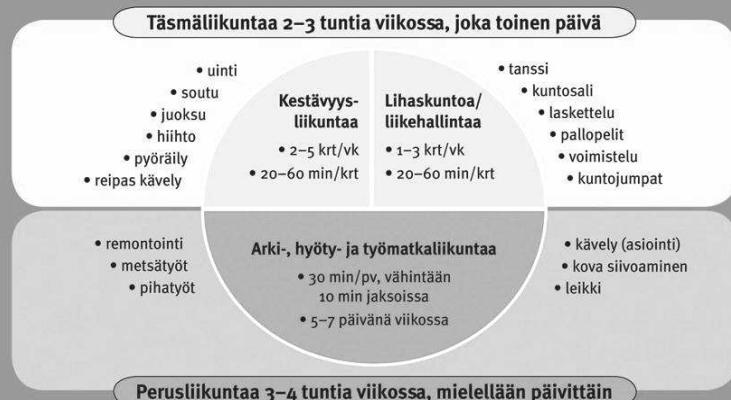 Täsmäliikuntaa 2–3 tuntia viikossa, joka toinen päivä
• uinti
• soutu
• juoksu
• hiihto
• pyöräily
• reipas kävely
Kestävyys-
liikuntaa
• 2–5 krt/vk
• 20–60 min/krt
Lihaskuntoa/
liikehallintaa
• 1–3 krt/vk
• 20–60 min/krt
• tanssi
• kuntosali
• laskettelu
• pallopelit
• voimistelu
• kuntojumpat
• remontointi
• metsätyöt
• pihatyöt
Arki-, hyöty- ja työmatkaliikuntaa
• 30 min/pv, vähintään
10 min jaksoissa
• 5–7 päivänä viikossa
• kävely (asiointi)
• kova siivoaminen
• leikki
Perusliikuntaa 3–4 tuntia viikossa, mielellään päivittäin